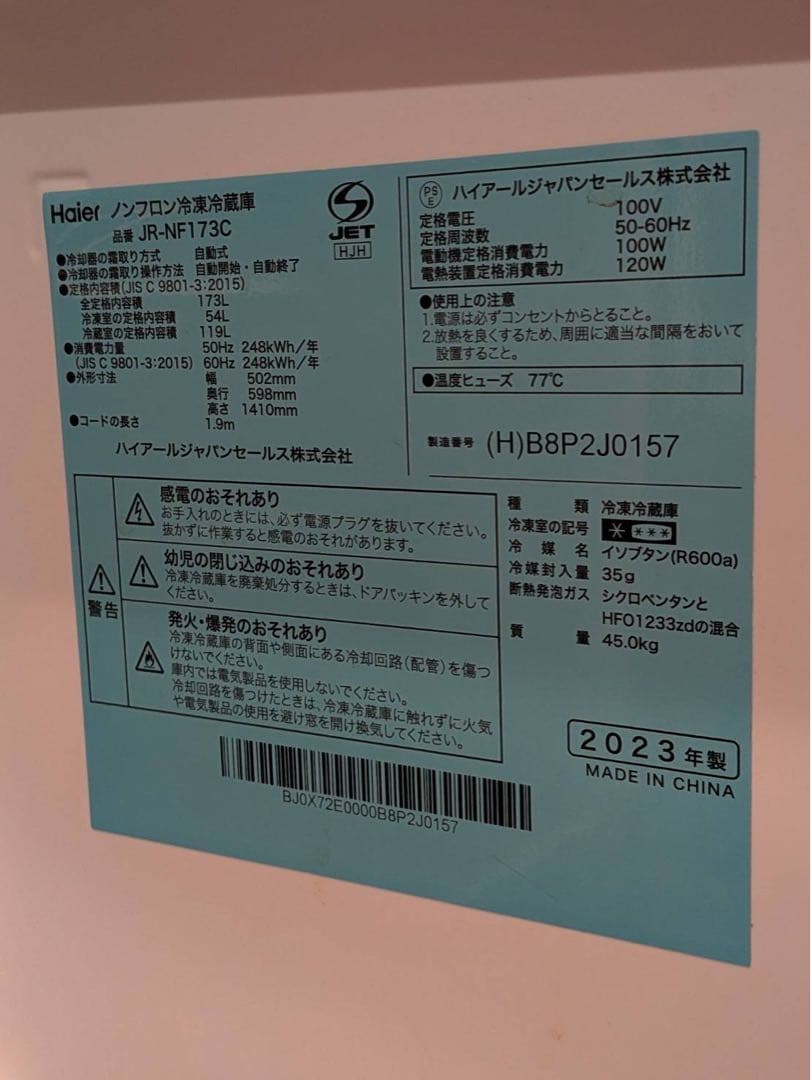 Haier ノンフロン冷凍冷蔵庫
品番 JR-NF173C
JET
HJH
●冷却器の霜取り方式 自動式
●冷却器の霜取り操作方法 自動開始・自動終了
●定格内容積(JIS C 9801-3:2015)
全定格内容積 173L
冷凍室の定格内容積 54L
冷蔵室の定格内容積 119L
●消費電力量 50Hz 248kWh/年
(JIS C 9801-3:2015) 60Hz 248kWh/年
●外形寸法 幅 502mm
奥行 598mm
高さ 1410mm
●コードの長さ 1.9m
ハイアールジャパンセールス株式会社
PS
E
ハイアールジャパンセールス株式会社
定格電圧 100V
定格周波数 50-60Hz
電動機定格消費電力 100W
電熱装置定格消費電力 120W
●使用上の注意
1.電源は必ずコンセントからとること。
2.放熱を良くするため、周囲に適当な間隔をおいて
設置すること。
●温度ヒューズ 77℃
製造番号 (H)B8P2J0157
警告
感電のおそれあり
お手入れのときには、必ず電源プラグを抜いてください。
抜かずに作業すると感電のおそれがあります。
幼児の閉じ込みのおそれあり
冷凍冷蔵庫を廃棄処分するときは、ドアパッキンを外して
ください。
発火・爆発のおそれあり
冷凍冷蔵庫の背面や側面にある冷却回路(配管)を傷つ
けないでください。
庫内では電気製品を使用しないでください。
冷却回路を傷つけたときは、冷凍冷蔵庫に触れずに火気
や電気製品の使用を避け窓を開け換気してください。
種類 冷凍冷蔵庫
冷凍室の記号 * ***
冷媒名 イソブタン(R600a)
冷媒封入量 35g
断熱発泡ガス シクロペンタンと
HFO1233zdの混合
質量 45.0kg
2023年製
MADE IN CHINA
BJ0X72E0000B8P2J0157